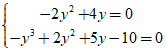 -2y² + 4y = 0
-y³ + 2y² + 5y - 10 = 0